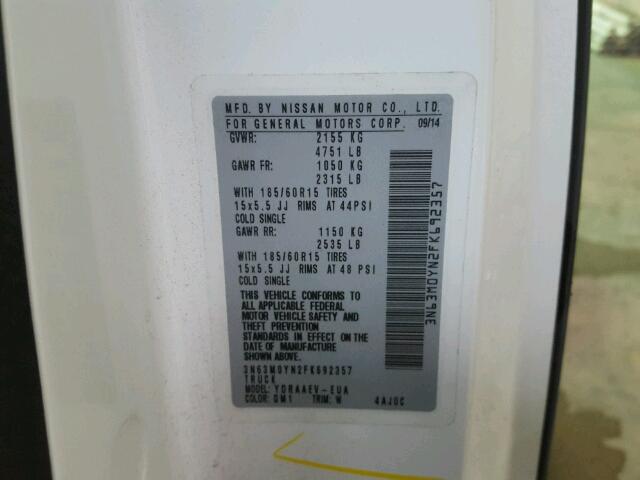 MFD. BY NISSAN MOTOR CO., LTD.
FOR GENERAL MOTORS CORP. 09/14
GVWR: 2155 KG
4751 LB
GAWR FR: 1050 KG
2315 LB
WITH 185/60R15 TIRES
15x5.5 JJ RIMS AT 44PSI
COLD SINGLE
GAWR RR: 1150 KG
2535 LB
WITH 185/60R15 TIRES
15x5.5 JJ RIMS AT 48 PSI
COLD SINGLE
THIS VEHICLE CONFORMS TO
ALL APPLICABLE FEDERAL
MOTOR VEHICLE SAFETY AND
THEFT PREVENTION
STANDARDS IN EFFECT ON
THE DATE OF MANUFACTURE
SHOWN ABOVE.
3N63M0YN2FK692357
TRUCK
MODEL: YDRAAEV-EUA
COLOR: GM1 TRIM: W 4AJ0C
3N63M0YN2FK692357